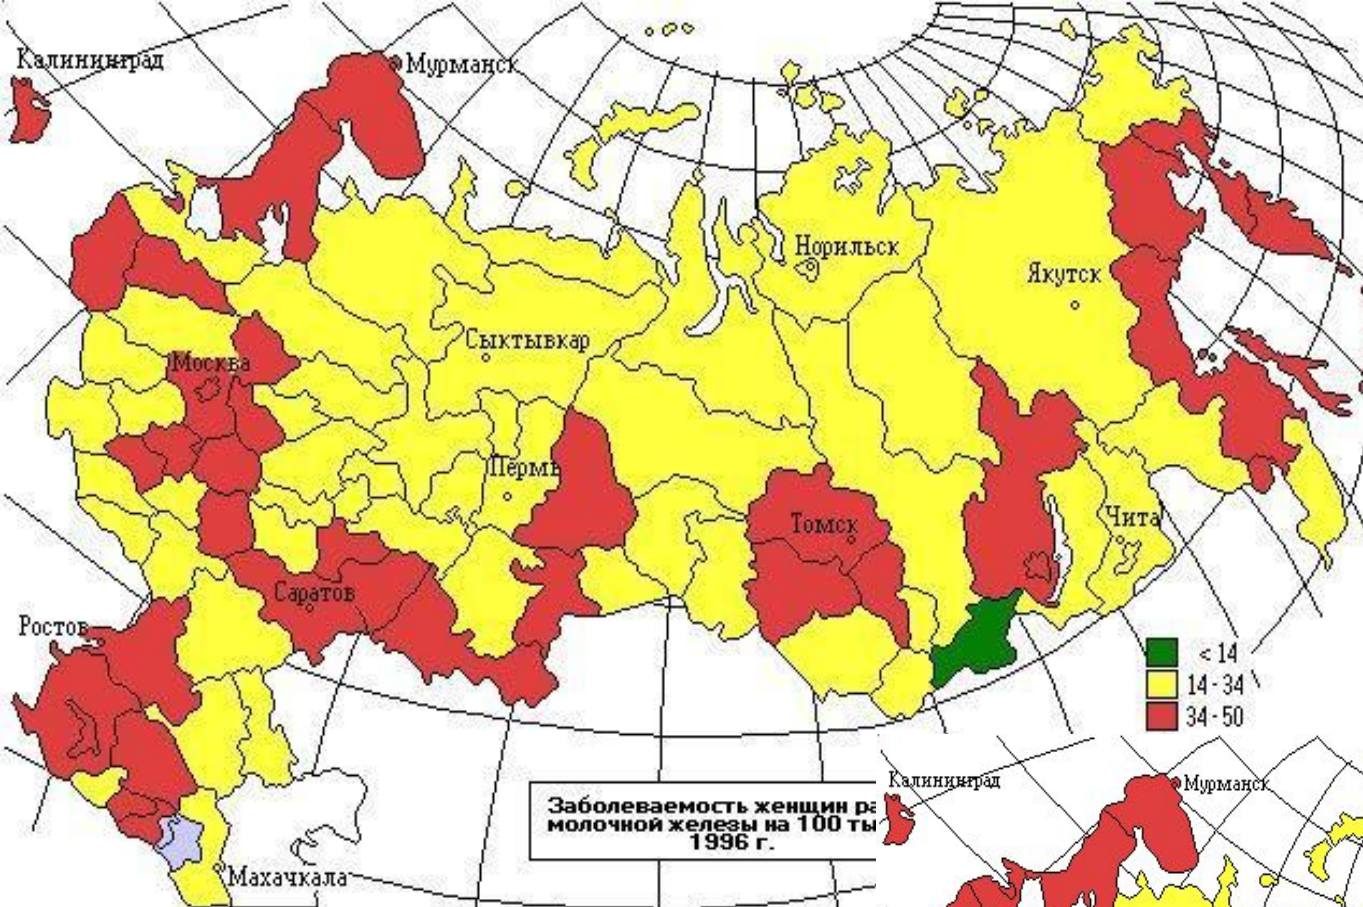 Калининград
Мурманск
Норильск
Якутск
Сыктывкар
Москва
Пермь
Томск
Чита
Саратов
Ростов
< 14
14 - 34
34 - 50
Калининград
Мурманск
Заболеваемость женщин ра
молочной железы на 100 ты
1996 г.
Махачкала